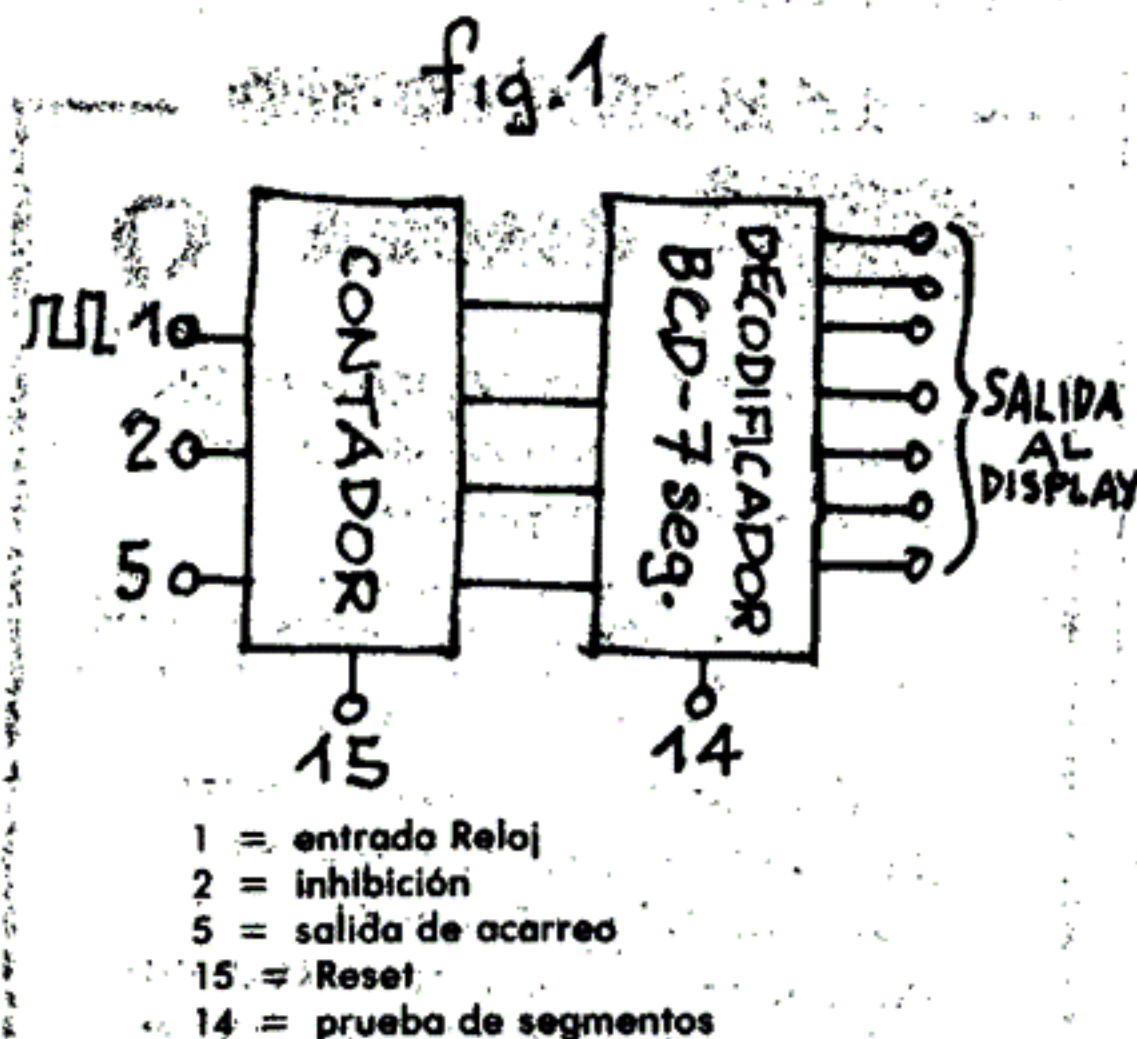 fig.1
1
2
5
CONTADOR
DECODIFICADOR
BCD-7 seg.
SALIDA
AL
DISPLAY
15
14
1 = entrada Reloj
2 = inhibición
5 = salida de acarreo
15 = Reset
14 = prueba de segmentos